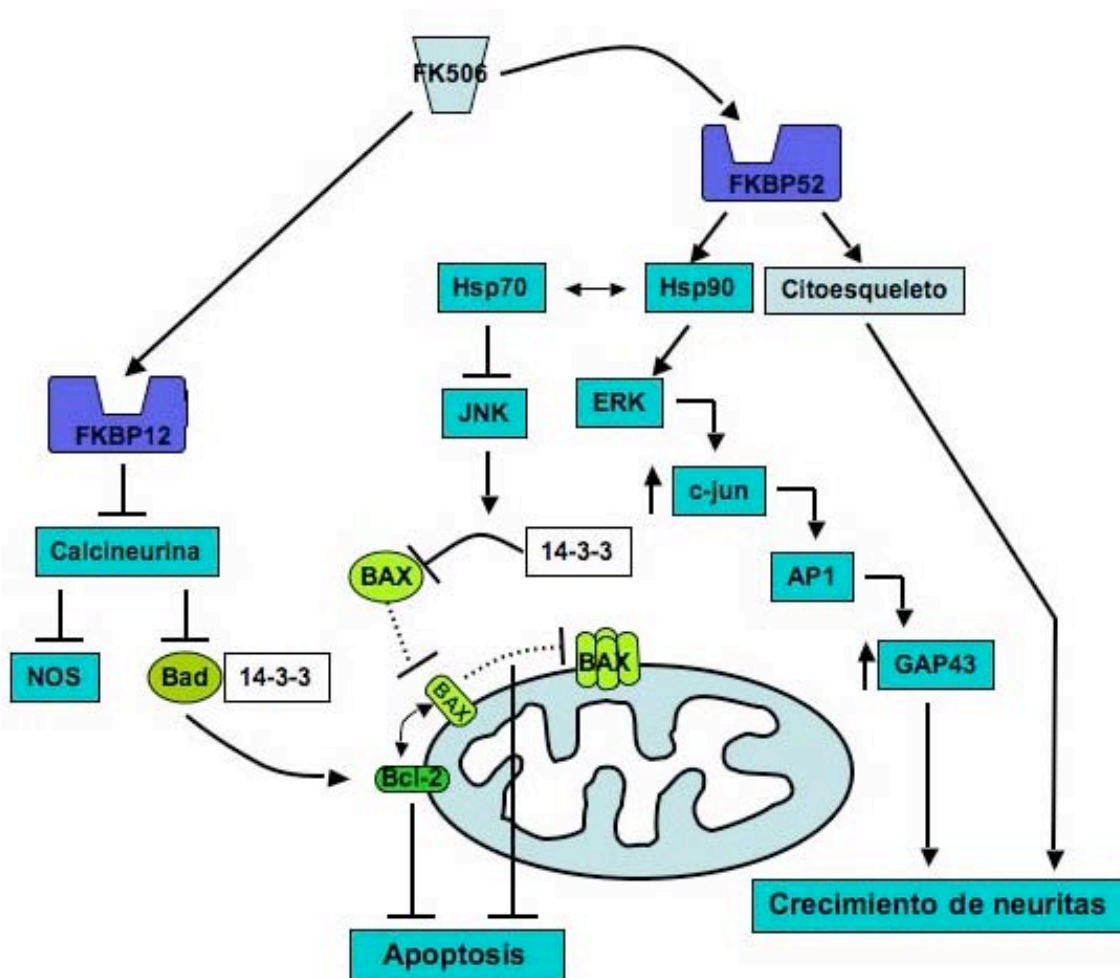 FK506
FKBP52
Hsp70
Hsp90
Citoesqueleto
FKBP12
JNK
ERK
c-jun
Calcineurina
BAX
14-3-3
AP1
NOS
Bad
14-3-3
BAX
BAX
GAP43
Bcl-2
Crecimiento de neuritas
Apoptosis